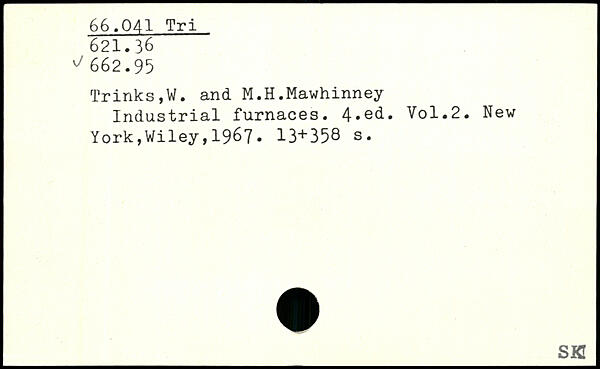 66.041 Tri
621.36
✓ 662.95
Trinks,W. and M.H.Mawhinney
Industrial furnaces. 4.ed. Vol.2. New
York,Wiley,1967. 13+358 s.